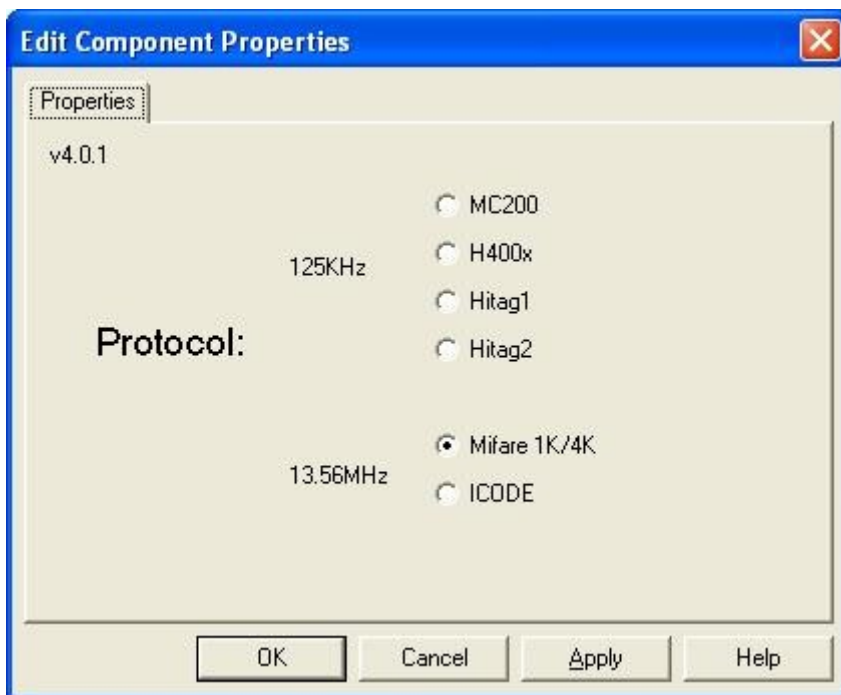 Edit Component Properties
Properties
v4.0.1
MC200
125KHz
H400x
Hitag1
Protocol:
Hitag2
Mifare 1K/4K
13.56MHz
ICODE
OK
Cancel
Apply
Help